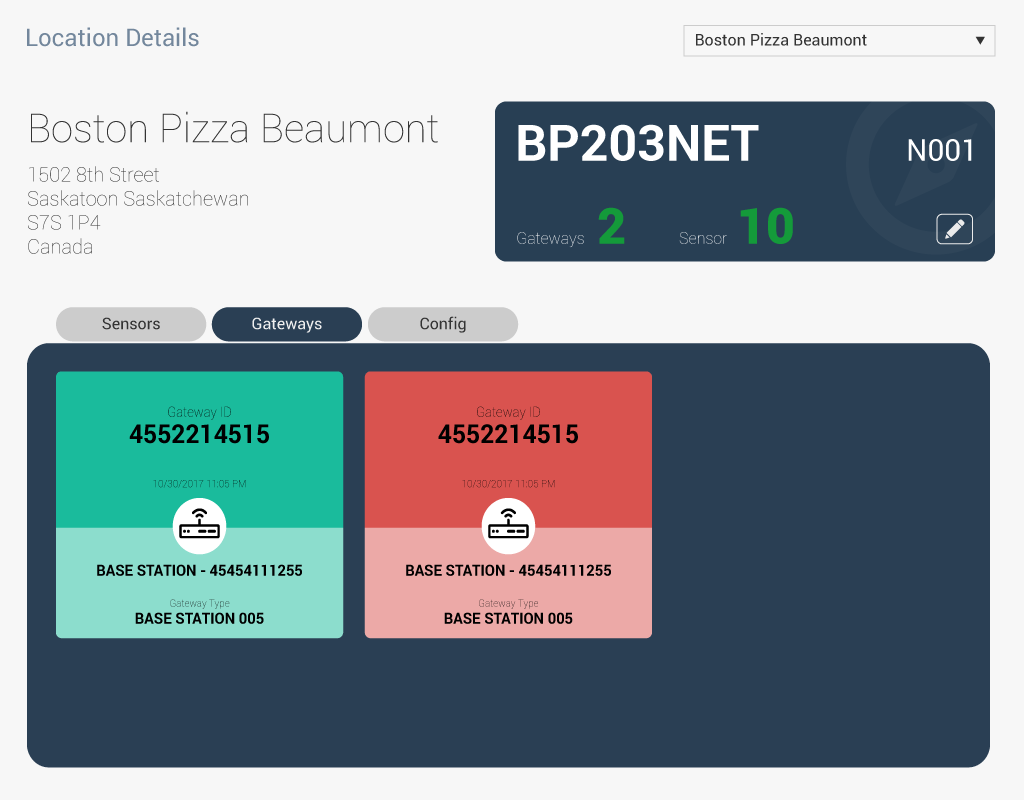 Location Details
Boston Pizza Beaumont ▼
Boston Pizza Beaumont
1502 8th Street
Saskatoon Saskatchewan
S7S 1P4
Canada
BP203NET
N001
Gateways 2 Sensor 10
Sensors Gateways Config
Gateway ID
4552214515
10/30/2017 11:05 PM
BASE STATION - 45454111255
Gateway Type
BASE STATION 005
Gateway ID
4552214515
10/30/2017 11:05 PM
BASE STATION - 45454111255
Gateway Type
BASE STATION 005